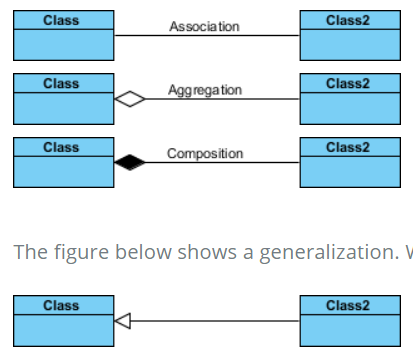 Class Association Class2
Class Aggregation Class2
Class Composition Class2
The figure below shows a generalization.
Class Class2